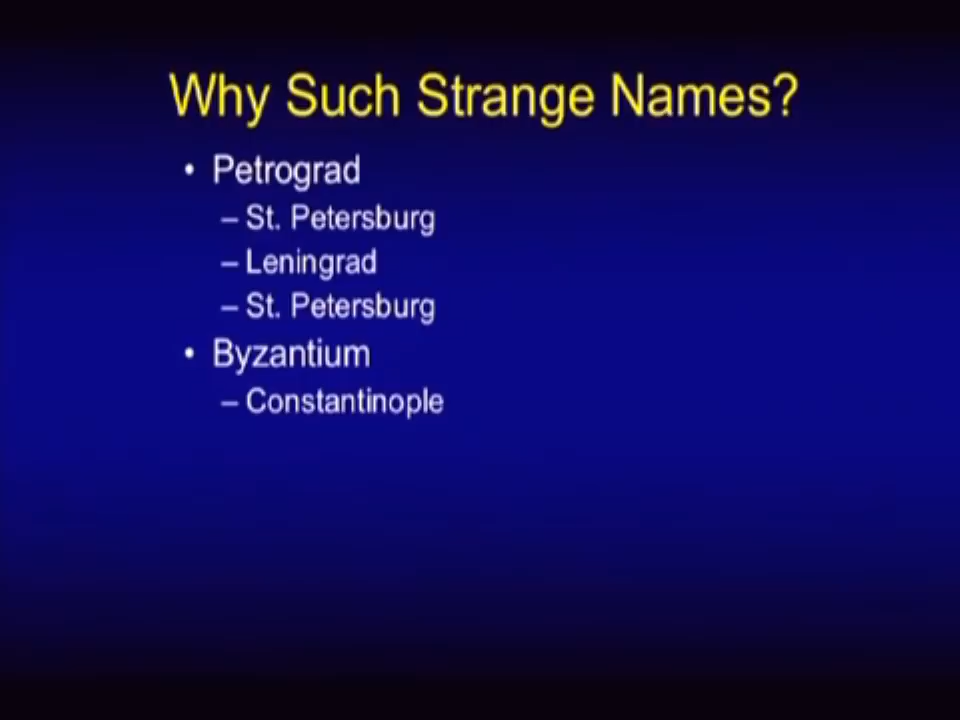 Why Such Strange Names?
• Petrograd
– St. Petersburg
– Leningrad
– St. Petersburg
• Byzantium
– Constantinople